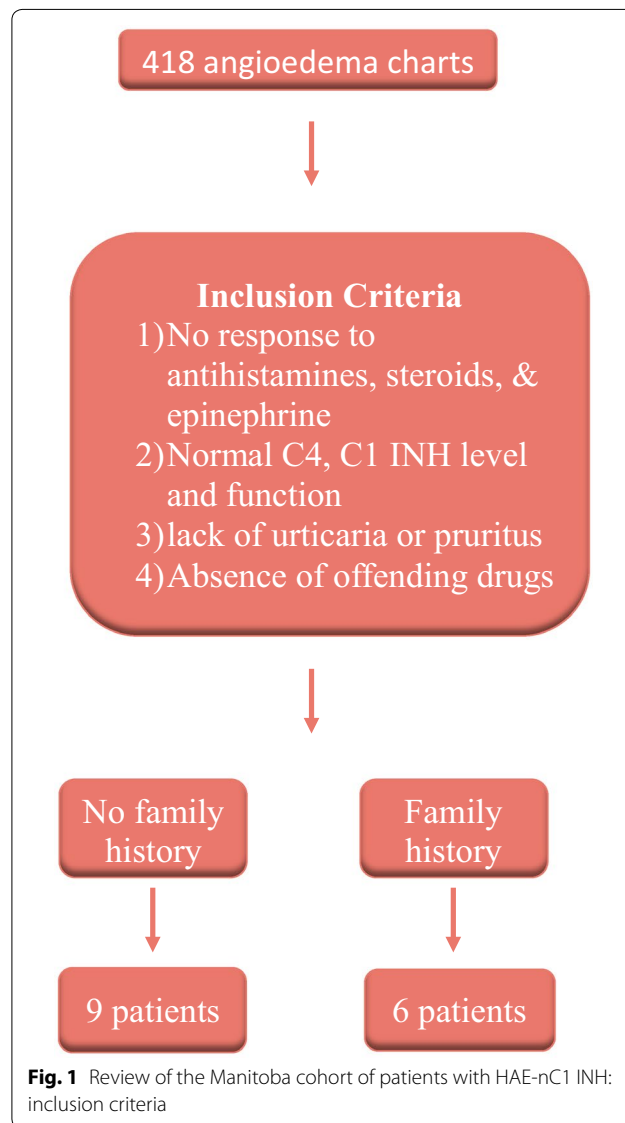 418 angioedema charts
Inclusion Criteria
1)No response to
antihistamines, steroids, &
epinephrine
2)Normal C4, C1 INH level
and function
3)lack of urticaria or pruritus
4)Absence of offending drugs
No family
history
Family
history
9 patients
6 patients
Fig. 1 Review of the Manitoba cohort of patients with HAE-nC1 INH:
inclusion criteria